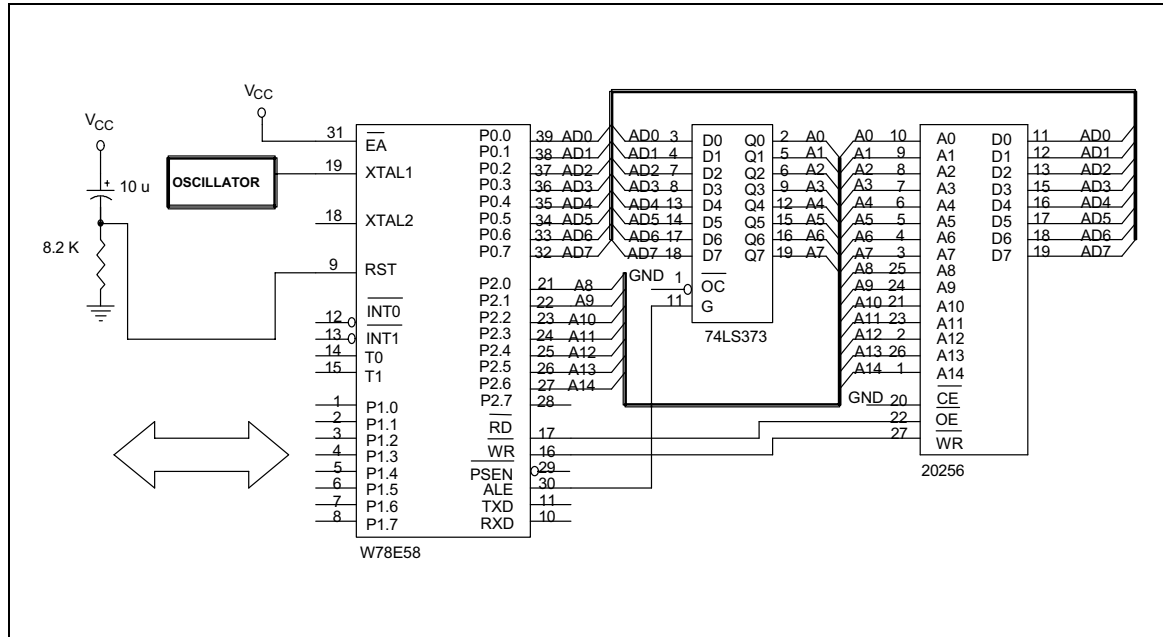 VCC
10 u
8.2 K
OSCILLATOR
VCC
31 EA
19 XTAL1
18 XTAL2
9 RST
12 INT0
13 INT1
14 T0
15 T1
1 P1.0
2 P1.1
3 P1.2
4 P1.3
5 P1.4
6 P1.5
7 P1.6
8 P1.7
P0.0 39 AD0
P0.1 38 AD1
P0.2 37 AD2
P0.3 36 AD3
P0.4 35 AD4
P0.5 34 AD5
P0.6 33 AD6
P0.7 32 AD7
P2.0 21 A8
P2.1 22 A9
P2.2 23 A10
P2.3 24 A11
P2.4 25 A12
P2.5 26 A13
P2.6 27 A14
P2.7 28
RD 17
WR 16
PSEN 29
ALE 30
TXD 11
RXD 10
W78E58
AD0 3 D0 Q0 2 A0
AD1 4 D1 Q1 5 A1
AD2 7 D2 Q2 6 A2
AD3 8 D3 Q3 9 A3
AD4 13 D4 Q4 12 A4
AD5 14 D5 Q5 15 A5
AD6 17 D6 Q6 16 A6
AD7 18 D7 Q7 19 A7
GND 1 OC
11 G
74LS373
A0 10 A0
A1 9 A1
A2 8 A2
A3 7 A3
A4 6 A4
A5 5 A5
A6 4 A6
A7 3 A7
A8 25 A8
A9 24 A9
A10 21 A10
A11 23 A11
A12 2 A12
A13 26 A13
A14 1 A14
GND 20 CE
22 OE
27 WR
D0 11 AD0
D1 12 AD1
D2 13 AD2
D3 15 AD3
D4 16 AD4
D5 17 AD5
D6 18 AD6
D7 19 AD7
20256